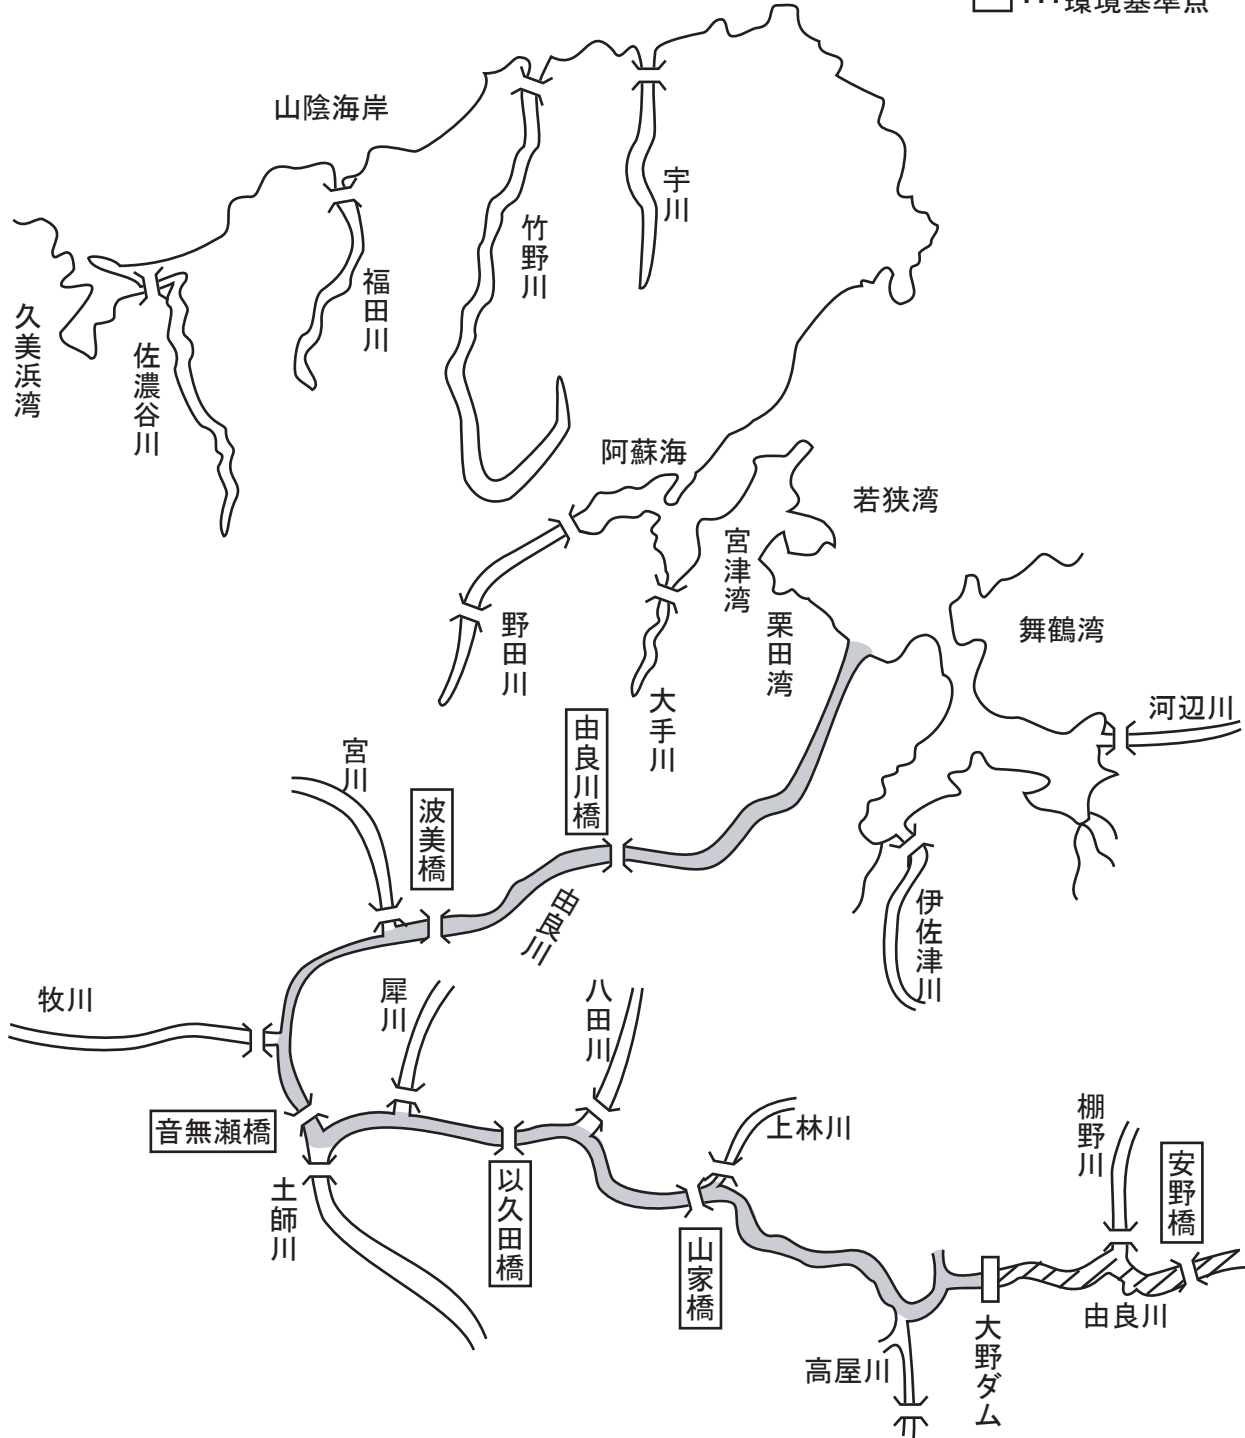 …環境基準点
山陰海岸
宇川
竹野川
福田川
久美浜湾
佐濃谷川
阿蘇海
若狭湾
宮津湾
野田川
栗田湾
舞鶴湾
大手川
河辺川
由良川橋
宮川
波美橋
由良川
伊佐津川
牧川
犀川
八田川
音無瀬橋
上林川
棚野川
安野橋
以久田橋
土師川
山家橋
由良川
大野ダム
高屋川